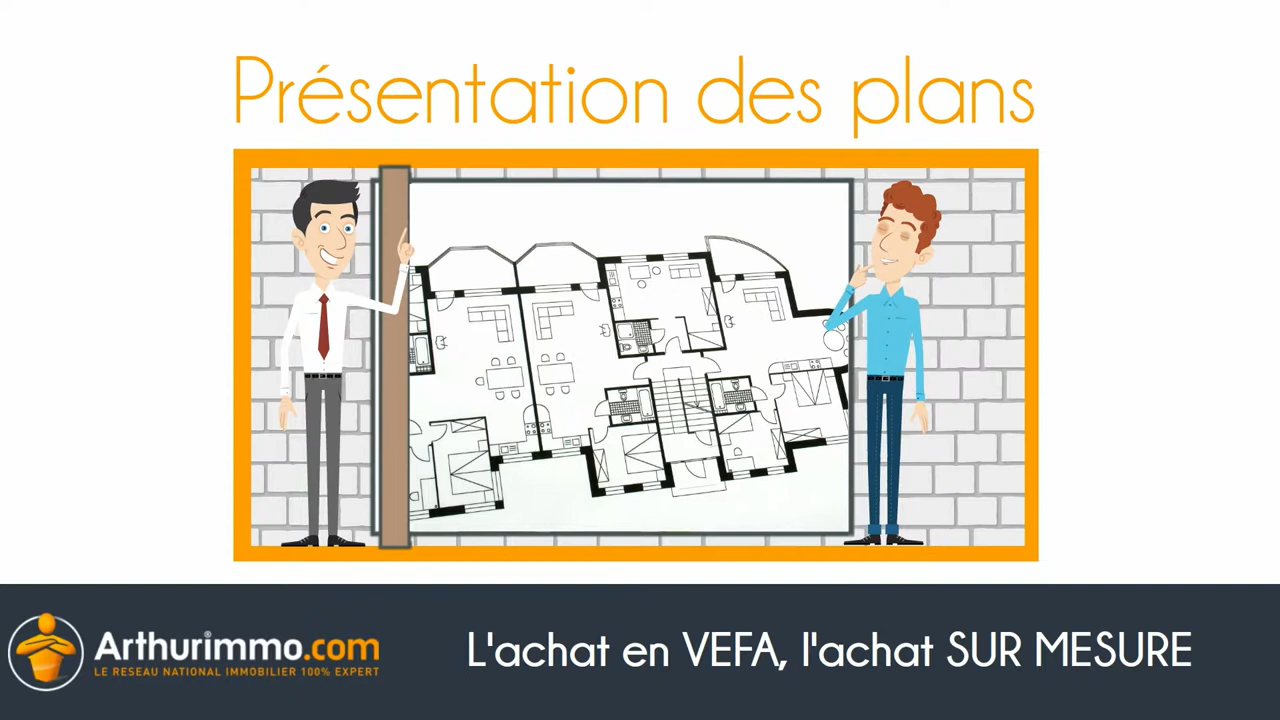 Présentation des plans
Arthurimmo.com
LE RESEAU NATIONAL IMMOBILIER 100% EXPERT
L'achat en VEFA, l'achat SUR MESURE